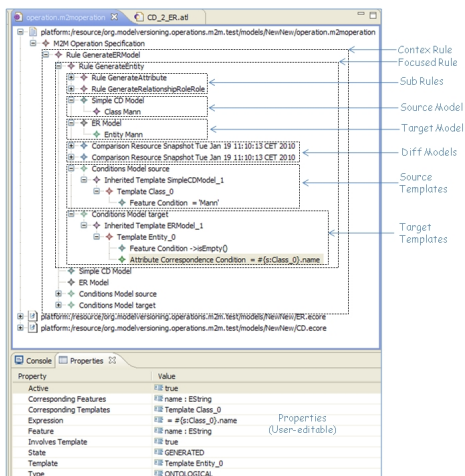 operation.m2moperation
CD_2_ER.atl
platform:/resource/org.modelversioning.operations.m2m.test/models/NewNew/operation.m2moperation
M2M Operation Specification
Rule GenerateERModel
Rule GenerateEntity
Rule GenerateAttribute
Rule GenerateRelationshipRoleRole
Simple CD Model
Class Mann
ER Model
Entity Mann
Comparison Resource Snapshot Tue Jan 19 11:10:13 CET 2010
Comparison Resource Snapshot Tue Jan 19 11:10:13 CET 2010
Conditions Model source
Inherited Template SimpleCDModel_1
Template Class_0
Feature Condition = 'Mann'
Conditions Model target
Inherited Template ERModel_1
Template Entity_0
Feature Condition ->isEmpty()
Attribute Correspondence Condition = #{s:Class_0}.name
Simple CD Model
ER Model
Conditions Model source
Conditions Model target
platform:/resource/org.modelversioning.operations.m2m.test/models/NewNew/ER.ecore
platform:/resource/org.modelversioning.operations.m2m.test/models/NewNew/CD.ecore
Contex Rule
Focused Rule
Sub Rules
Source Model
Target Model
Diff Models
Source
Templates
Target
Templates
Console
Properties
Property Value
Active true
Corresponding Features name : EString
Corresponding Templates Template Class_0
Expression = #{s:Class_0}.name
Feature name : EString
Involves Template true
State GENERATED
Template Template Entity_0
Type ONTOLOGICAL
Properties
(User-editable)